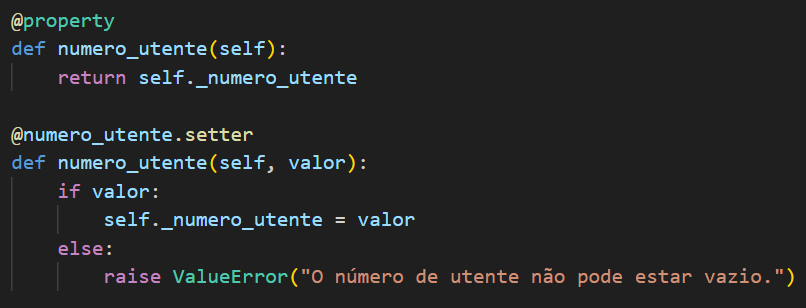 @property
def numero_utente(self):
    return self._numero_utente

@numero_utente.setter
def numero_utente(self, valor):
    if valor:
        self._numero_utente = valor
    else:
        raise ValueError("O número de utente não pode estar vazio.")